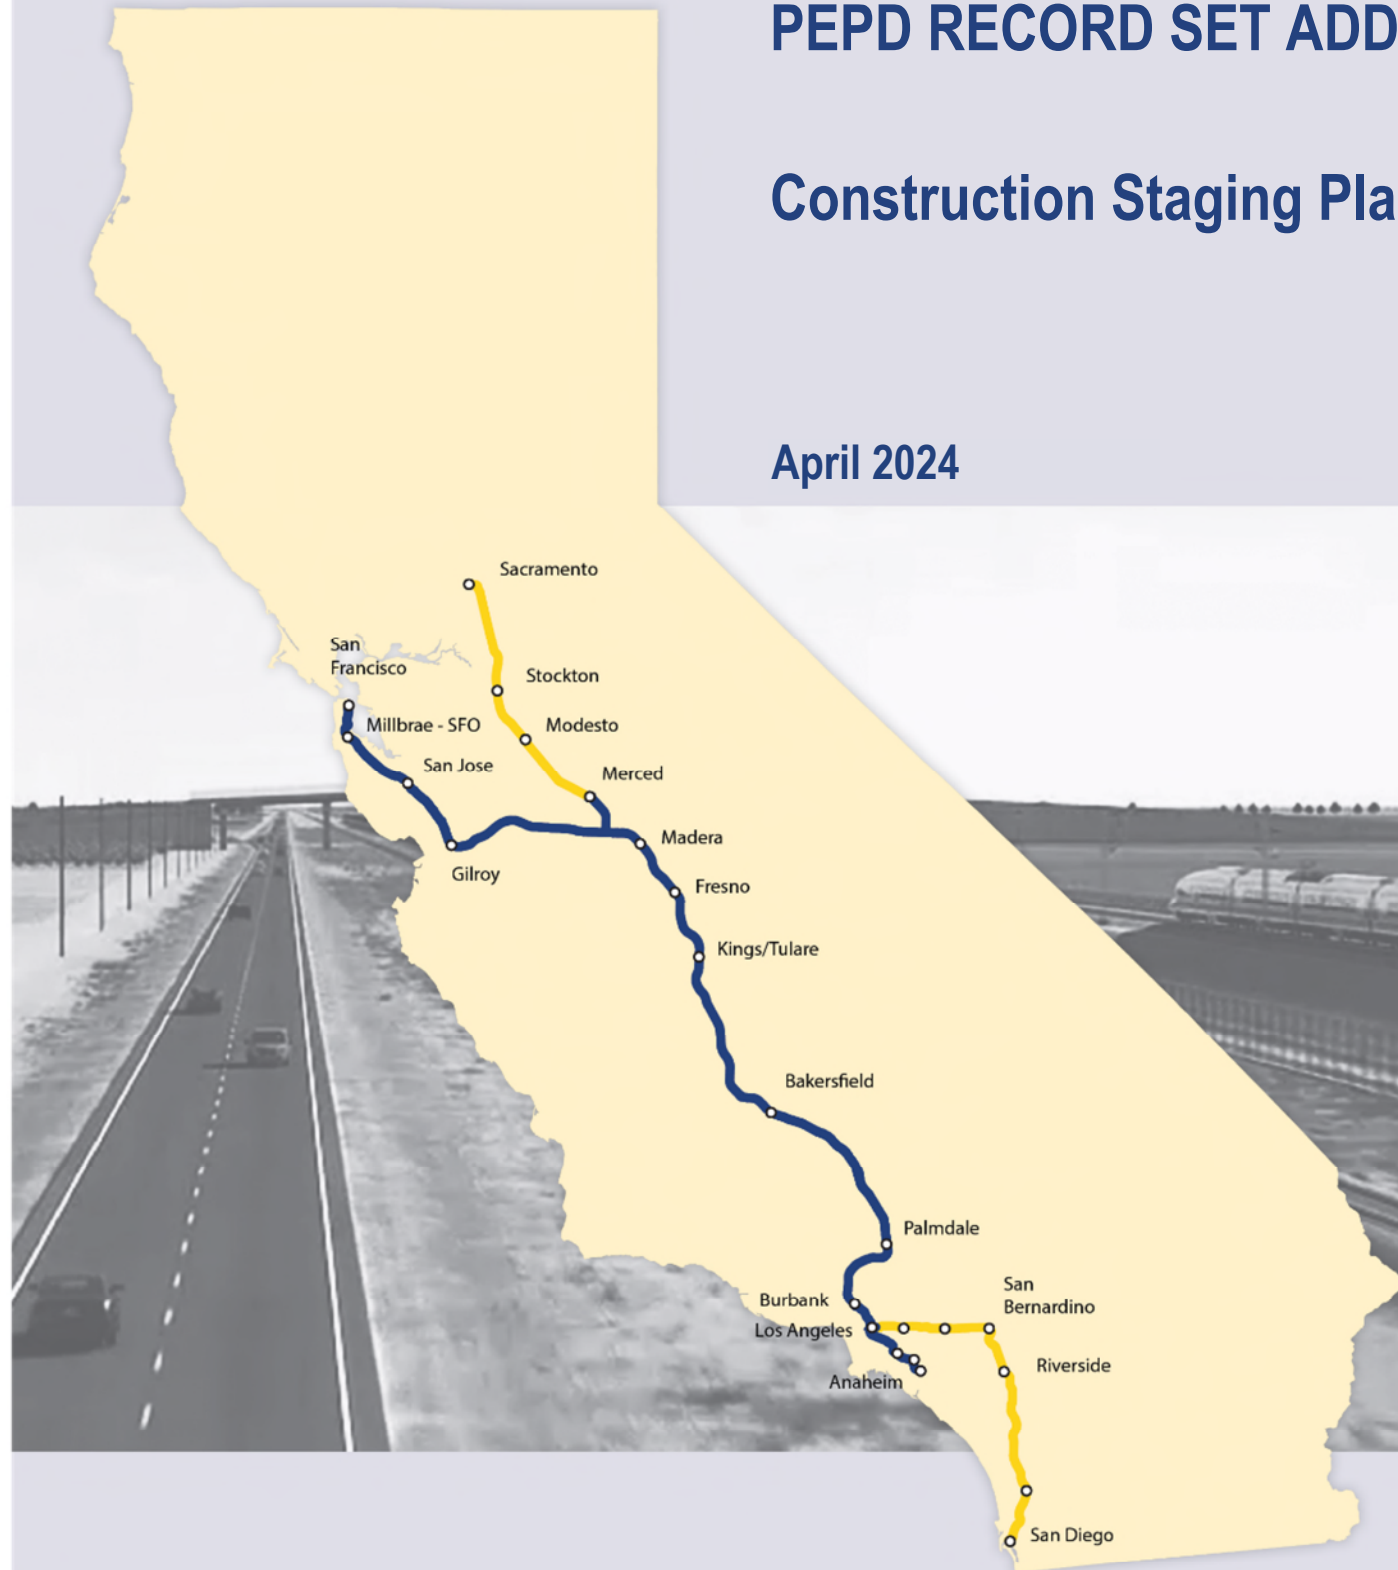 PEPD RECORD SET ADD
Construction Staging Pla
April 2024
Sacramento
San
Francisco
Stockton
Millbrae - SFO
Modesto
San Jose
Merced
Madera
Gilroy
Fresno
Kings/Tulare
Bakersfield
Palmdale
San
Bernardino
Burbank
Los Angeles
Riverside
Anaheim
San Diego